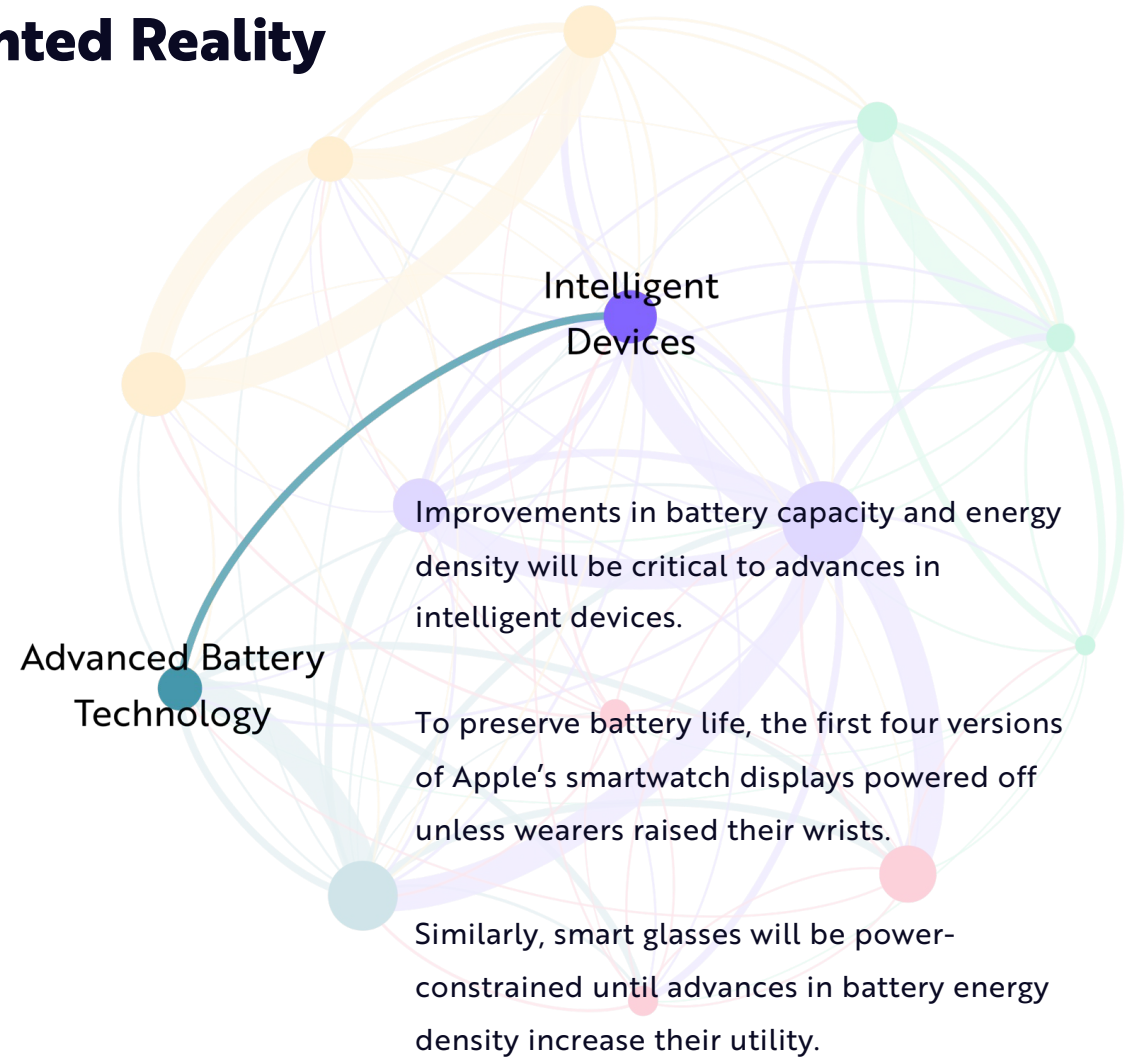 nted Reality
Intelligent
Devices
Improvements in battery capacity and energy
density will be critical to advances in
intelligent devices.
Advanced Battery
Technology
To preserve battery life, the first four versions
of Apple’s smartwatch displays powered off
unless wearers raised their wrists.
Similarly, smart glasses will be power-
constrained until advances in battery energy
density increase their utility.